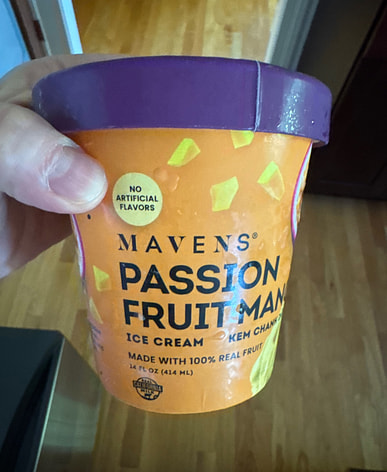 NO
ARTIFICIAL
FLAVORS
MAVENS®
PASSION
FRUIT MAN
ICE CREAM KEM CHANH
MADE WITH 100% REAL FRUIT
14 FL OZ (414 ML)
CALIFORNIA